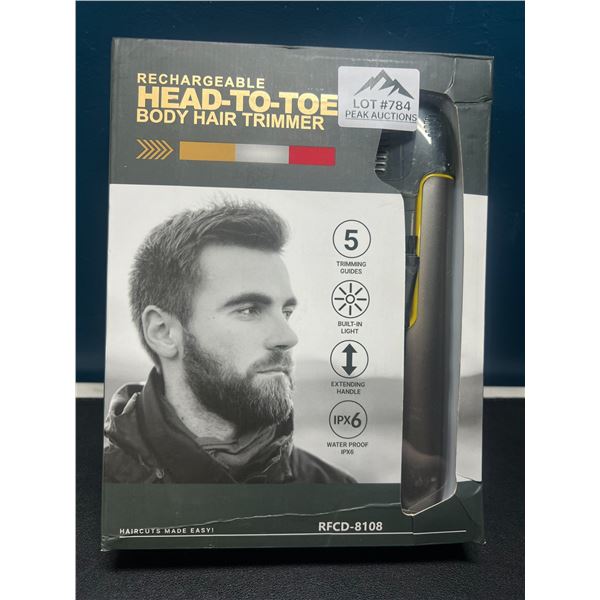 RECHARGEABLE
HEAD-TO-TOE
BODY HAIR TRIMMER
LOT #784
PEAK AUCTIONS
5
TRIMMING
GUIDES
BUILT-IN
LIGHT
EXTENDING
HANDLE
IPX6
WATER PROOF
IPX6
HAIRCUTS MADE EASY!
RFCD-8108